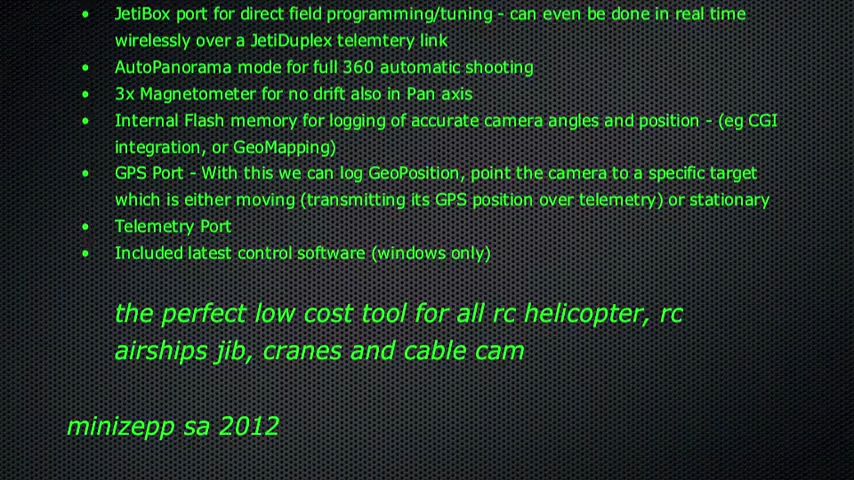 • JetiBox port for direct field programming/tuning - can even be done in real time
wirelessly over a JetiDuplex telemtery link
• AutoPanorama mode for full 360 automatic shooting
• 3x Magnetometer for no drift also in Pan axis
• Internal Flash memory for logging of accurate camera angles and position - (eg CGI
integration, or GeoMapping)
• GPS Port - With this we can log GeoPosition, point the camera to a specific target
which is either moving (transmitting its GPS position over telemetry) or stationary
• Telemetry Port
• Included latest control software (windows only)
the perfect low cost tool for all rc helicopter, rc
airships jib, cranes and cable cam
minizepp sa 2012